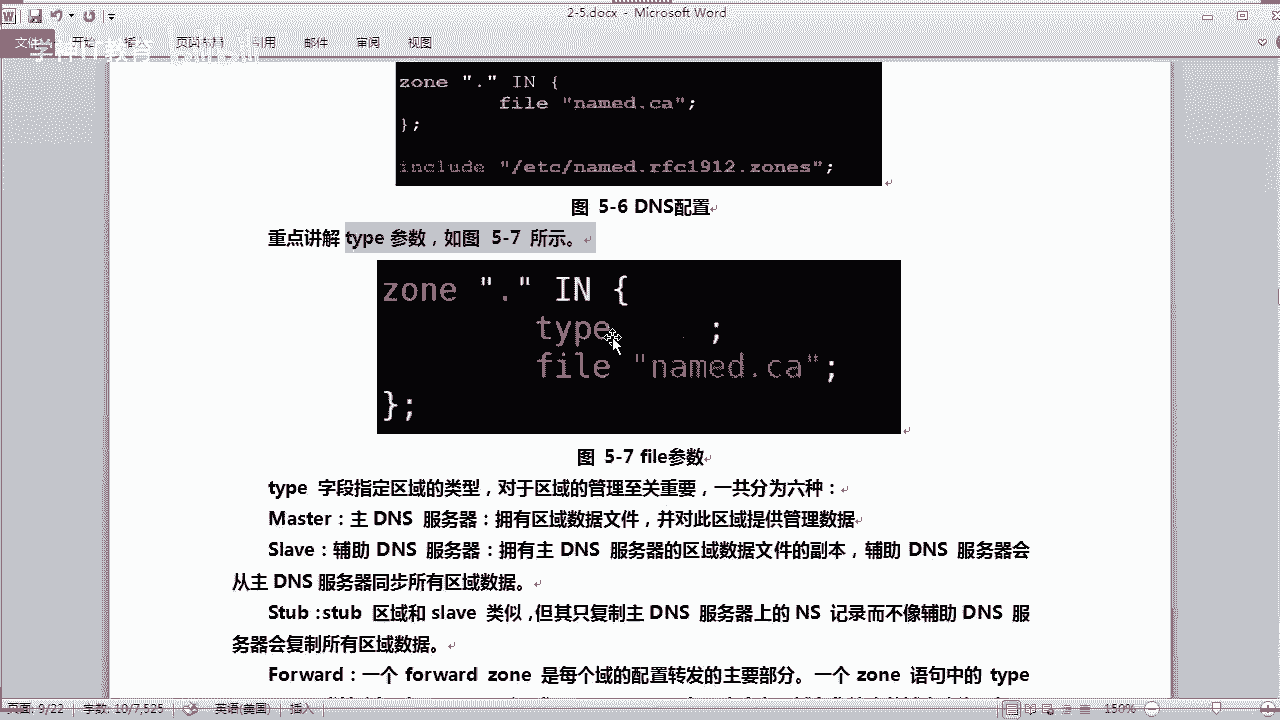 2-5.docx - Microsoft Word
邮件 审阅 视图
zone "." IN {
file "named.ca";
};
include "/etc/named.rfc1912.zones";
图 5-6 DNS配置
重点讲解 type 参数，如图 5-7 所示。
zone "." IN {
type ;
file "named.ca";
};
图 5-7 file参数
type 字段指定区域的类型，对于区域的管理至关重要，一共分为六种：
Master：主 DNS 服务器：拥有区域数据文件，并对此区域提供管理数据
Slave：辅助 DNS 服务器：拥有主 DNS 服务器的区域数据文件的副本，辅助 DNS 服务器会
从主 DNS 服务器同步所有区域数据。
Stub：stub 区域和 slave 类似，但其只复制主 DNS 服务器上的 NS 记录而不像辅助 DNS 服
务器会复制所有区域数据。
Forward：一个 forward zone 是每个域的配置转发的主要部分。一个 zone 语句中的 type
页面: 9/22 字数: 10/7,525 英语(美国) 插入 150%